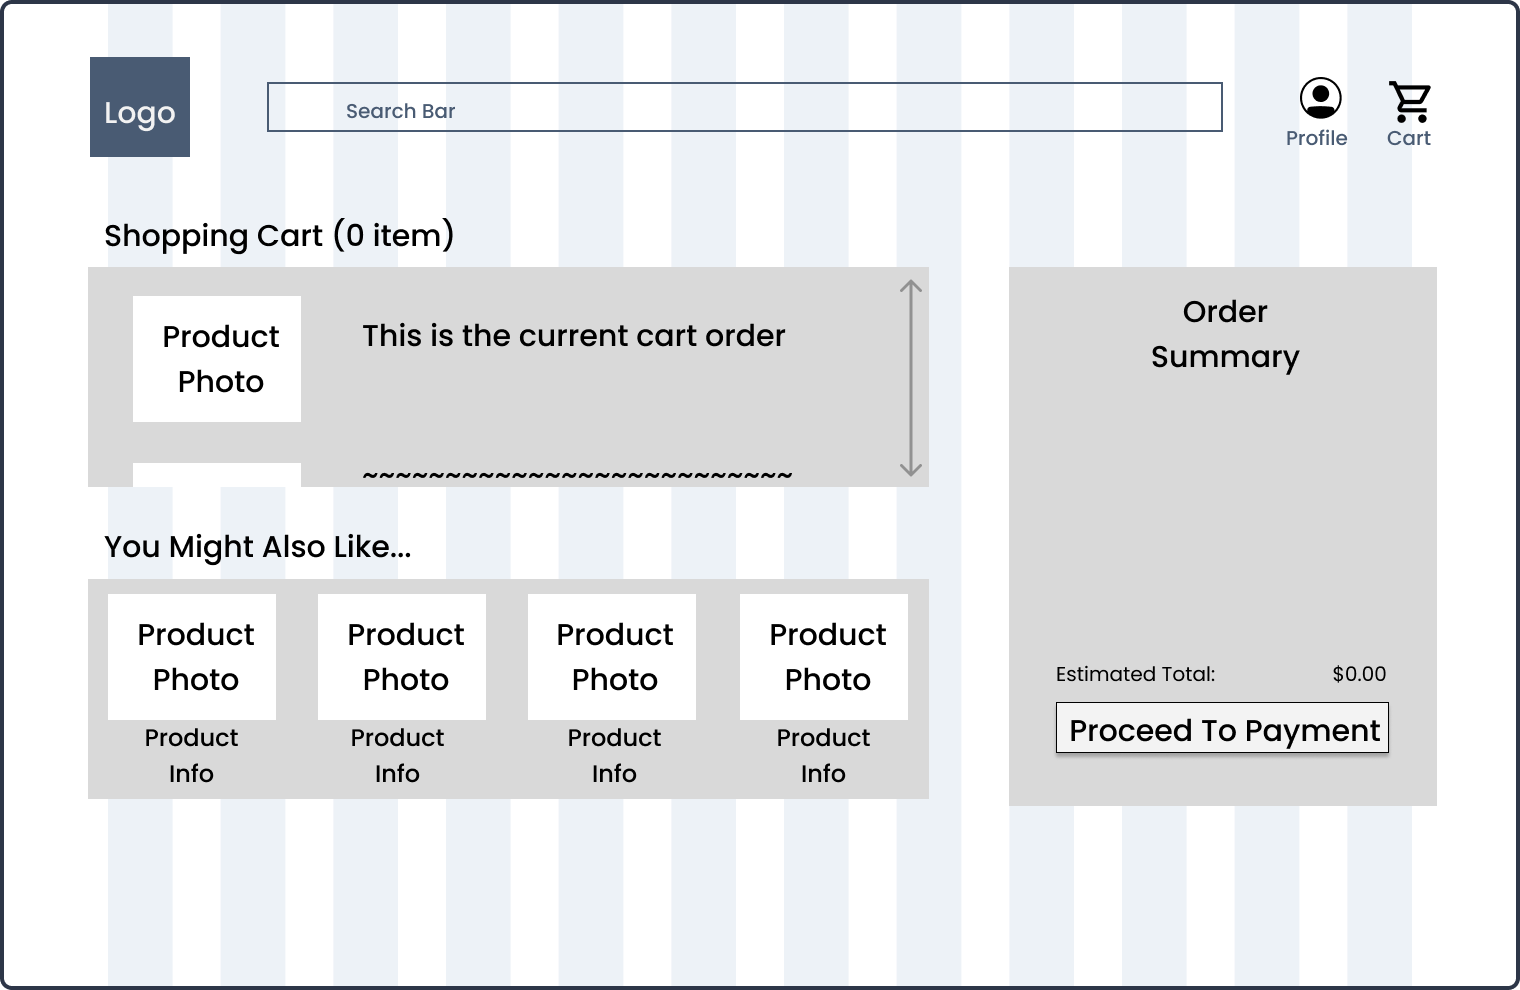 Logo
Search Bar
Profile
Cart
Shopping Cart (0 item)
Product
Photo
This is the current cart order
~~~~~~~~~~~~~~~~~~~~~~~~~~
Order
Summary
Estimated Total: $0.00
Proceed To Payment
You Might Also Like...
Product
Photo
Product
Info
Product
Photo
Product
Info
Product
Photo
Product
Info
Product
Photo
Product
Info